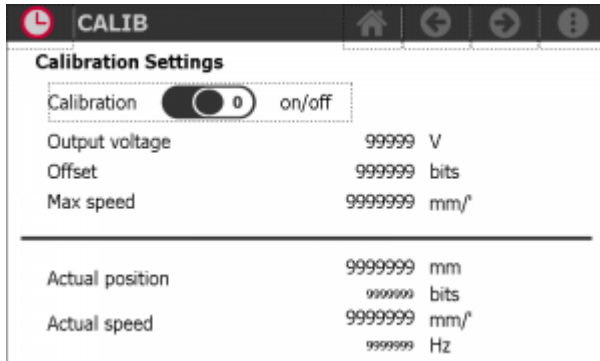 CALIB
Calibration Settings
Calibration 0 on/off
Output voltage 99999 V
Offset 999999 bits
Max speed 9999999 mm/'
Actual position 9999999 mm
9999999 bits
Actual speed 9999999 mm/'
9999999 Hz